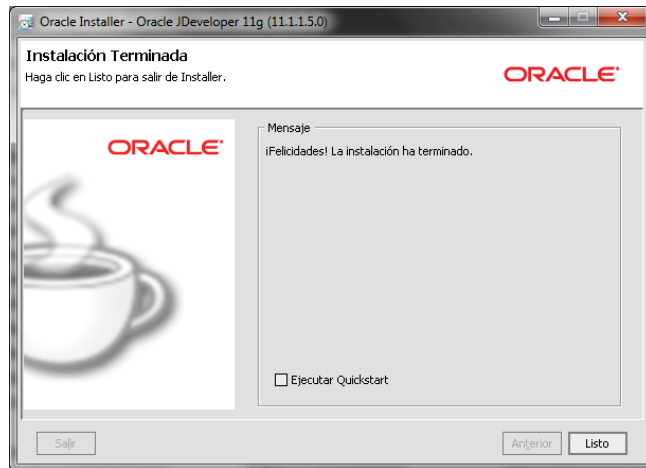 Oracle Installer - Oracle JDeveloper 11g (11.1.1.5.0)
Instalación Terminada
Haga clic en Listo para salir de Installer.
ORACLE
ORACLE
Mensaje
¡Felicidades! La instalación ha terminado.
Ejecutar Quickstart
Salir
Anterior
Listo